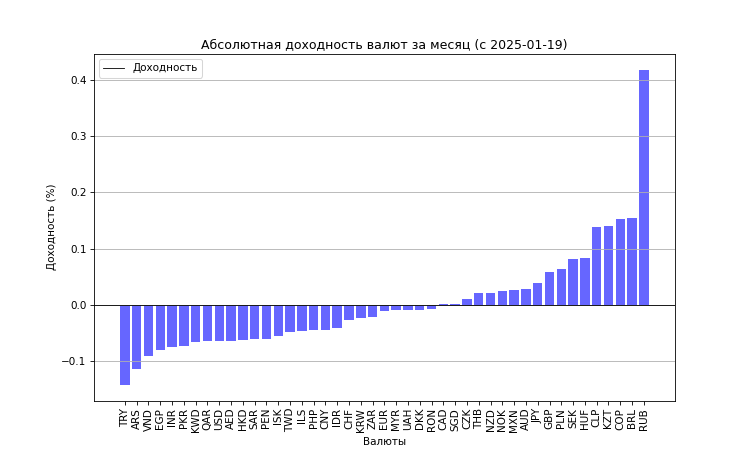 Абсолютная доходность валют за месяц (с 2025-01-19)
Доходность
0.4
0.3
0.2
0.1
0.0
−0.1
Доходность (%)
TRY ARS VND EGP INR PKR KWD QAR USD AED HKD SAR PEN ISK TWD ILS PHP CNY IDR CHF KRW ZAR EUR MYR UAH DKK RON CAD SGD CZK THB NZD NOK MXN AUD JPY GBP PLN SEK HUF CLP KZT COP BRL RUB
Валюты